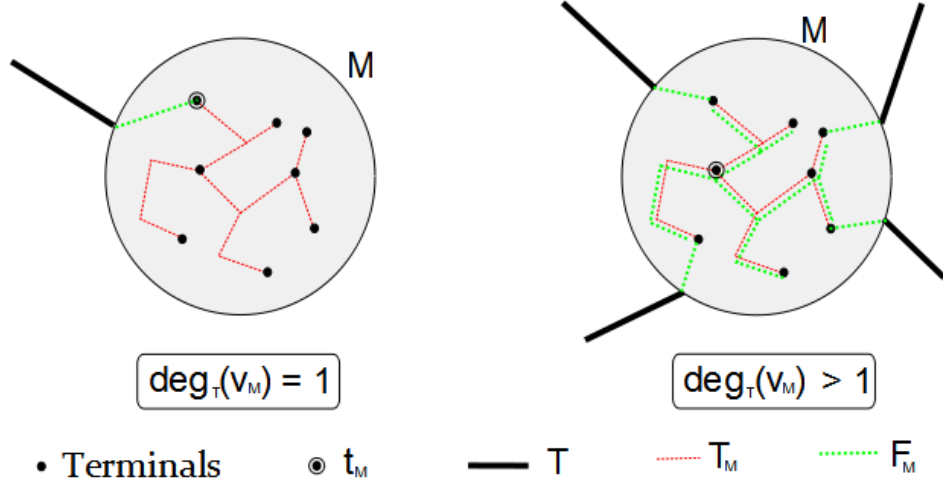 M
M
deg_T(v_M) = 1
deg_T(v_M) > 1
Terminals
t_M
T
T_M
F_M